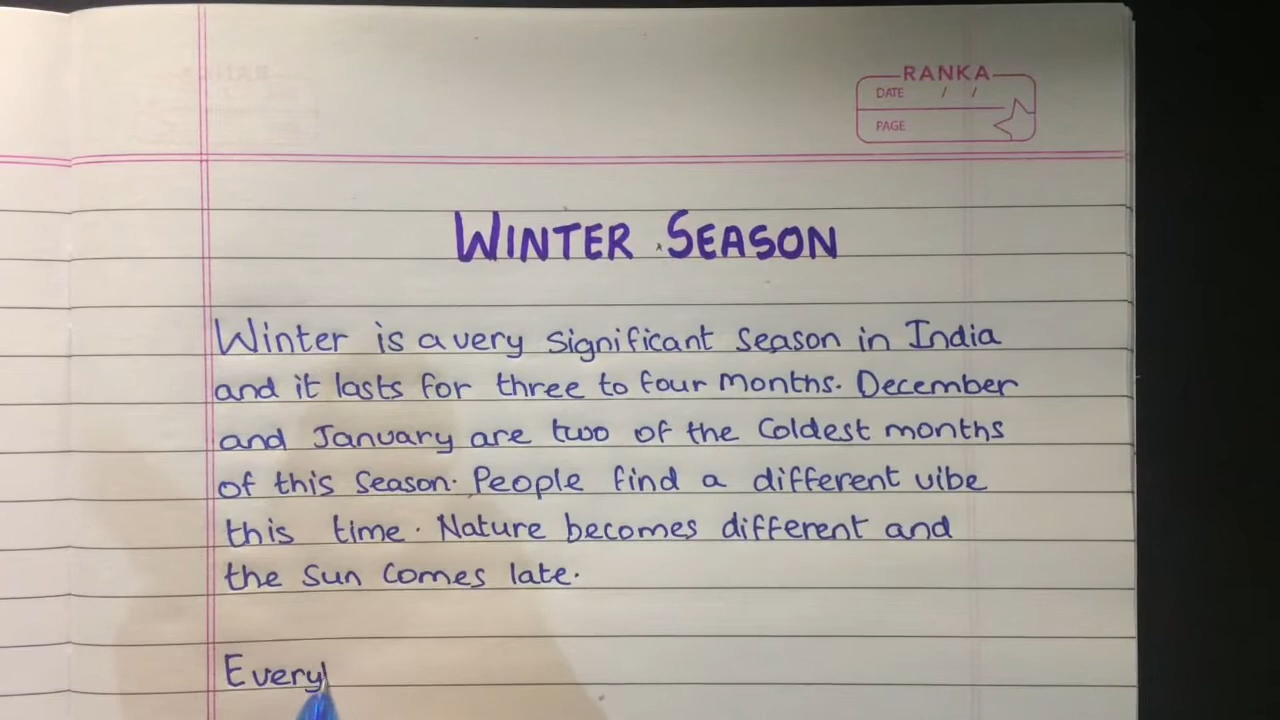 RANKA
DATE / /
PAGE
WINTER SEASON
Winter is a very significant season in India
and it lasts for three to four months. December
and January are two of the coldest months
of this season. People find a different vibe
this time. Nature becomes different and
the sun comes late.
Every